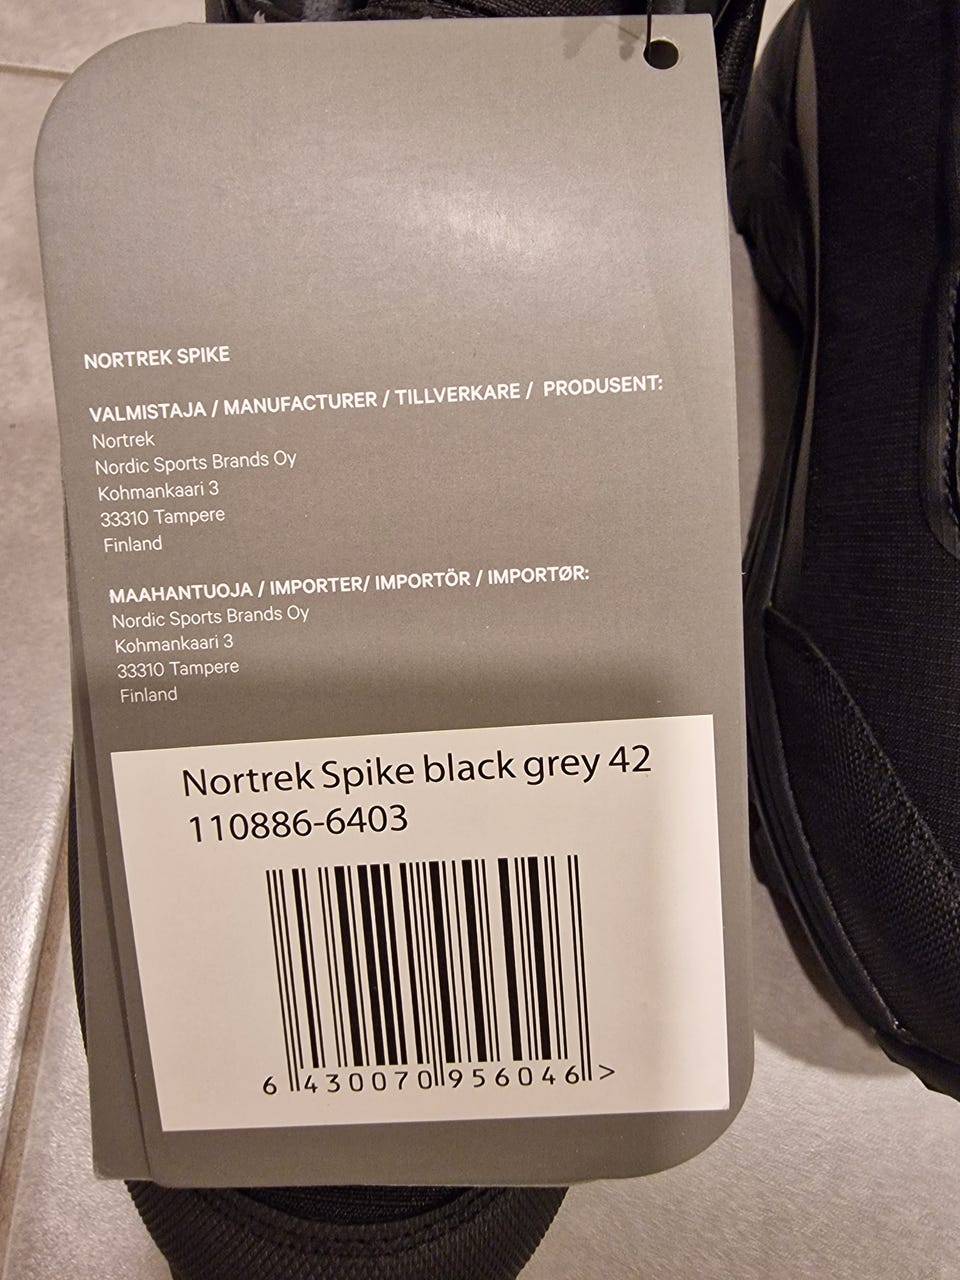 NORTREK SPIKE
VALMISTAJA / MANUFACTURER / TILLVERKARE / PRODUSENT:
Nortrek
Nordic Sports Brands Oy
Kohmankaari 3
33310 Tampere
Finland
MAAHANTUOJA / IMPORTER/ IMPORTÖR / IMPORTØR:
Nordic Sports Brands Oy
Kohmankaari 3
33310 Tampere
Finland
Nortrek Spike black grey 42
110886-6403
6 430070 956046 >